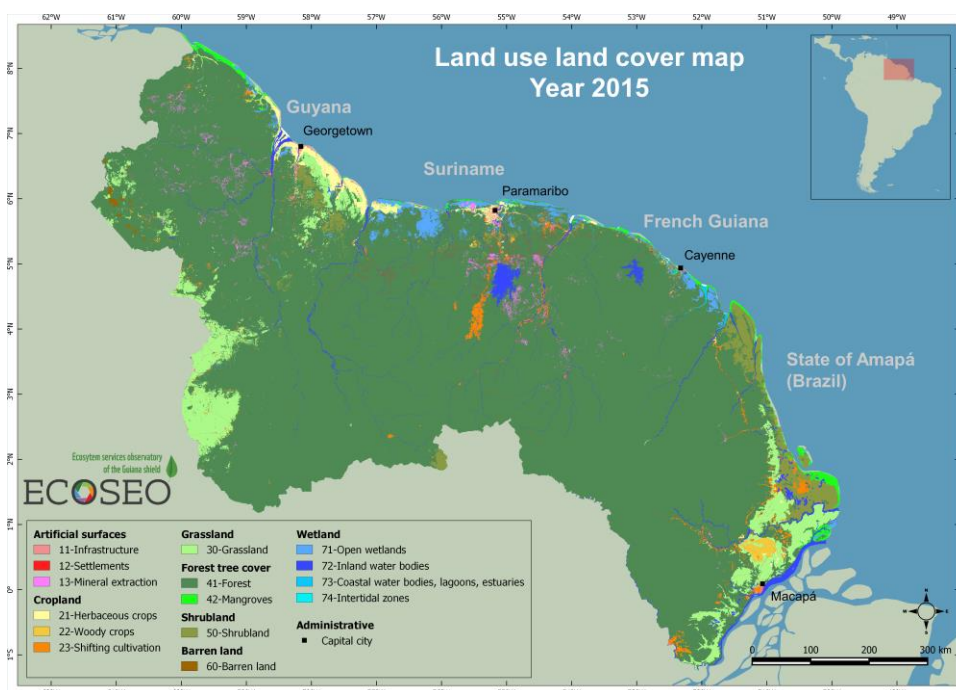 62°W 61°W 60°W 59°W 58°W 57°W 56°W 55°W 54°W 53°W 52°W 51°W 50°W 49°W
Land use land cover map
Year 2015
8°N
7°N
6°N
5°N
4°N
3°N
2°N
1°N
0°N
1°S
Guyana
Georgetown
Suriname
Paramaribo
French Guiana
Cayenne
State of Amapá
(Brazil)
Macapá
Ecosytem services observatory
of the Guiana shield
ECOSEO
Artificial surfaces
11-Infrastructure
12-Settlements
13-Mineral extraction
Cropland
21-Herbaceous crops
22-Woody crops
23-Shifting cultivation
Grassland
30-Grassland
Forest tree cover
41-Forest
42-Mangroves
Shrubland
50-Shrubland
Barren land
60-Barren land
Wetland
71-Open wetlands
72-Inland water bodies
73-Coastal water bodies, lagoons, estuaries
74-Intertidal zones
Administrative
Capital city
0 100 200 300 km